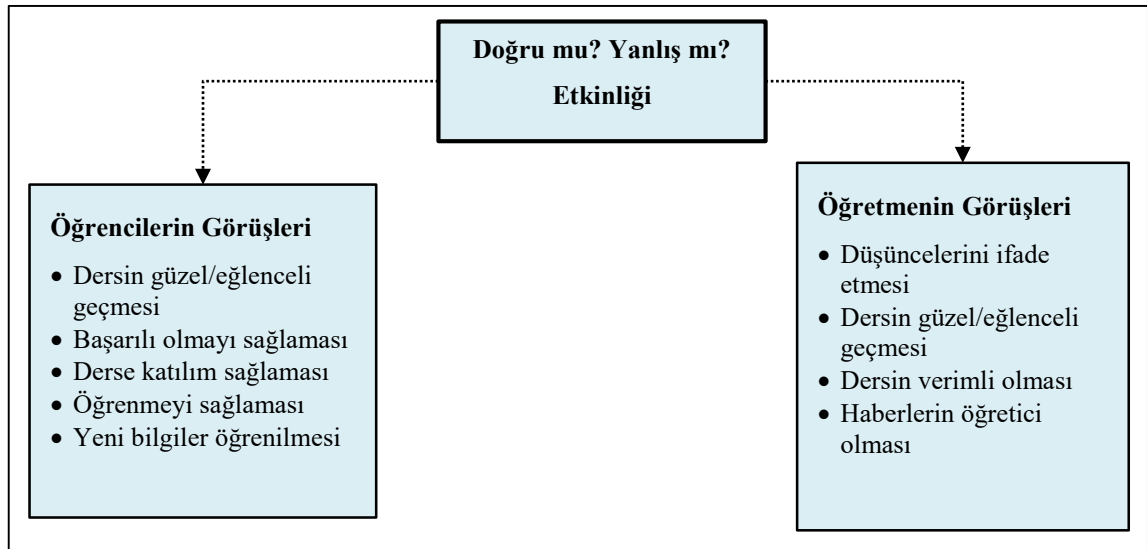 Doğru mu? Yanlış mı?
Etkinliği
Öğrencilerin Görüşleri
• Dersin güzel/eğlenceli
geçmesi
• Başarılı olmayı sağlaması
• Derse katılım sağlaması
• Öğrenmeyi sağlaması
• Yeni bilgiler öğrenilmesi
Öğretmenin Görüşleri
• Düşüncelerini ifade
etmesi
• Dersin güzel/eğlenceli
geçmesi
• Dersin verimli olması
• Haberlerin öğretici
olması